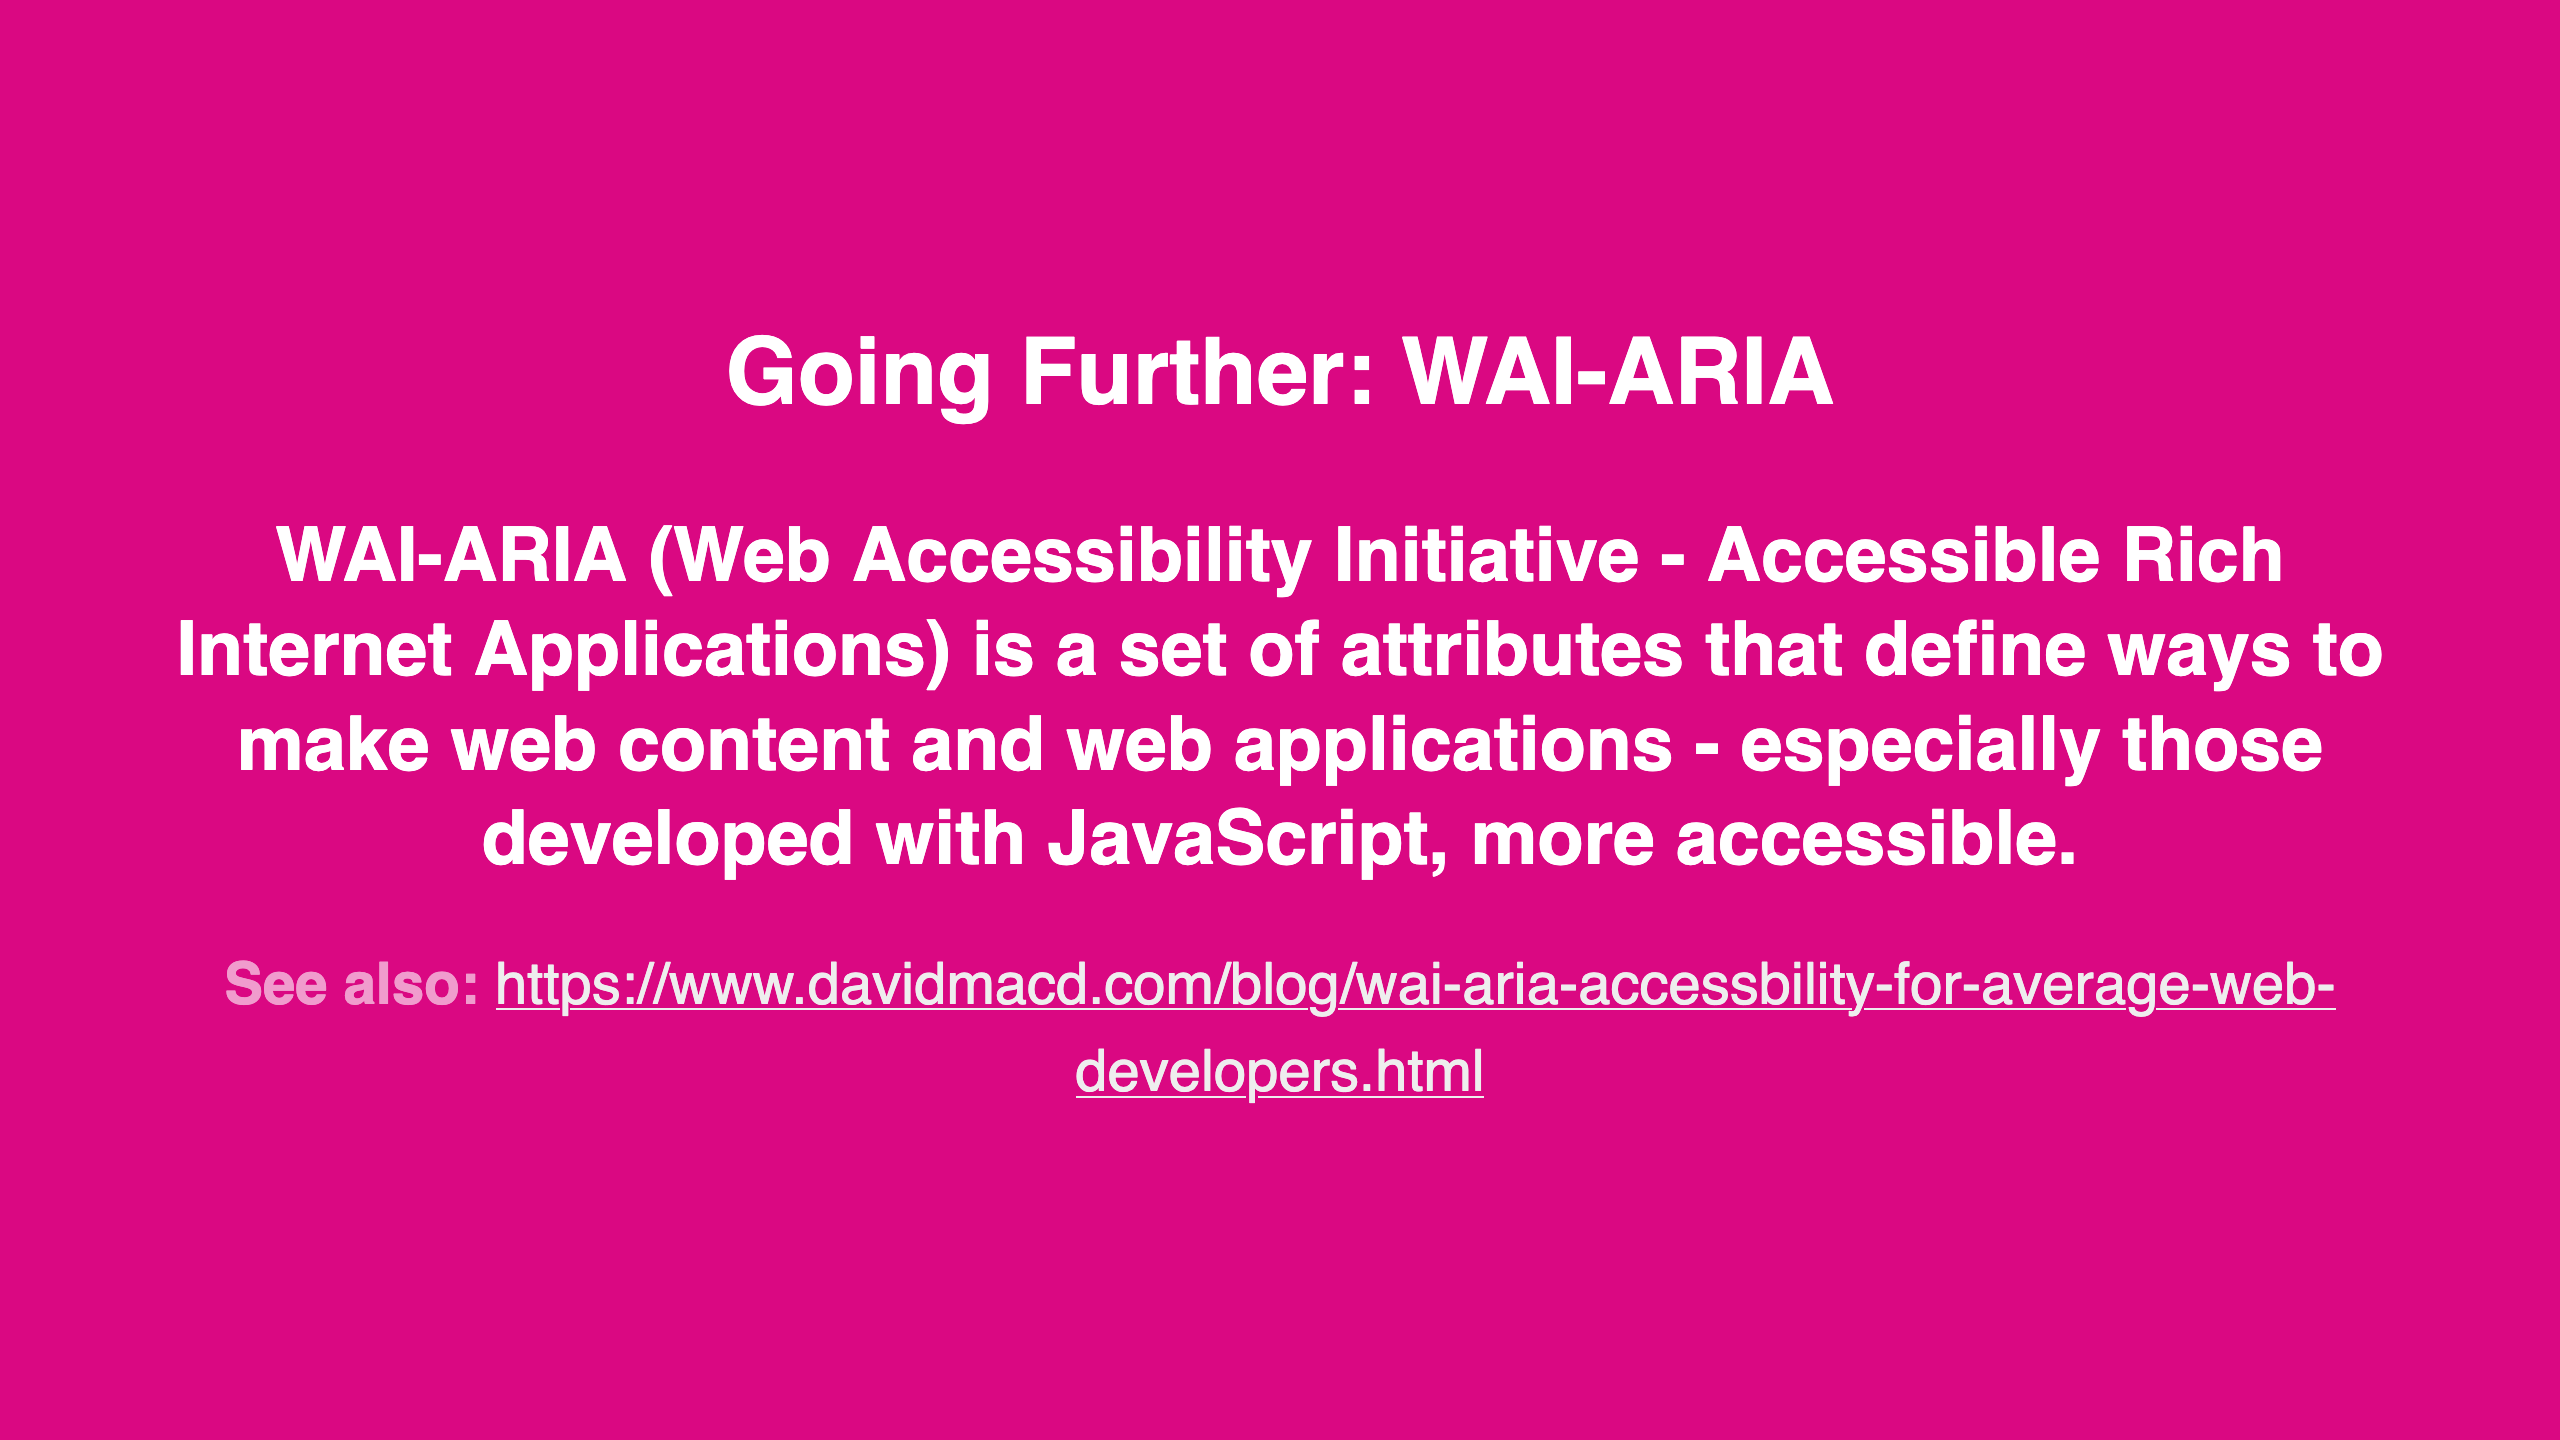 Going Further: WAI-ARIA
WAI-ARIA (Web Accessibility Initiative - Accessible Rich
Internet Applications) is a set of attributes that define ways to
make web content and web applications - especially those
developed with JavaScript, more accessible.
See also: https://www.davidmacd.com/blog/wai-aria-accessbility-for-average-web-
developers.html